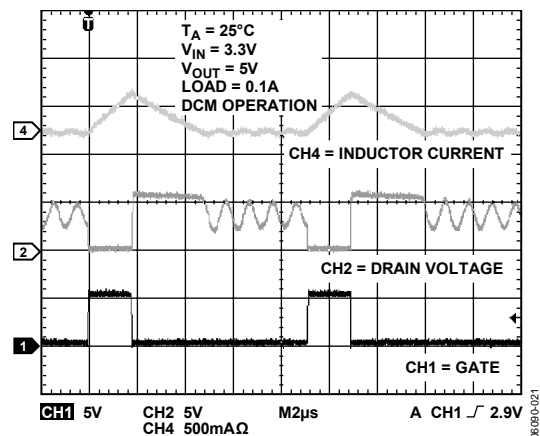 T
TA = 25°C
VIN = 3.3V
VOUT = 5V
LOAD = 0.1A
DCM OPERATION
4
CH4 = INDUCTOR CURRENT
2
CH2 = DRAIN VOLTAGE
1
CH1 = GATE
CH1 5V CH2 5V M2µs A CH1 2.9V
CH4 500mAΩ
06090-021